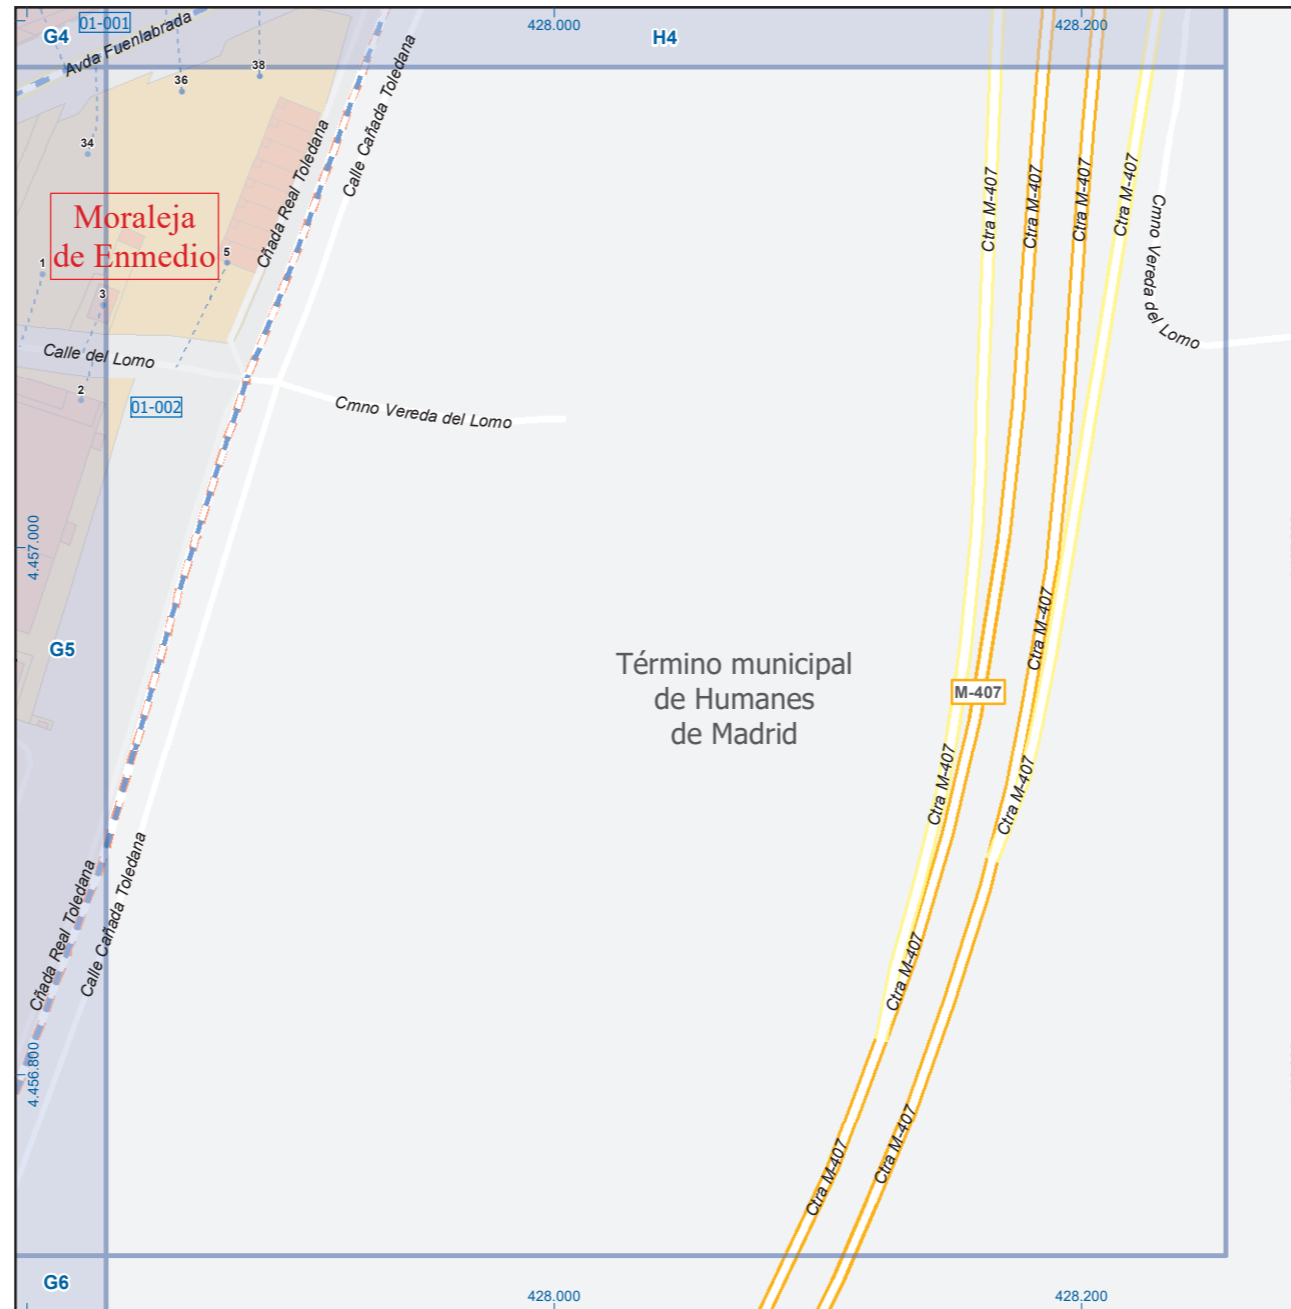 G4
01-001
428.000
H4
428.200
Avda Fuenlabrada
36
38
34
Cñada Real Toledana
Calle Cañada Toledana
Ctra M-407
Ctra M-407
Ctra M-407
Ctra M-407
Cmno Vereda del Lomo
Moraleja
de Enmedio
1
3
5
Calle del Lomo
2
01-002
Cmno Vereda del Lomo
4.457.000
G5
Término municipal
de Humanes
de Madrid
M-407
Ctra M-407
Ctra M-407
Ctra M-407
Cñada Real Toledana
Calle Cañada Toledana
Ctra M-407
4.456.800
Ctra M-407
Ctra M-407
G6
428.000
428.200